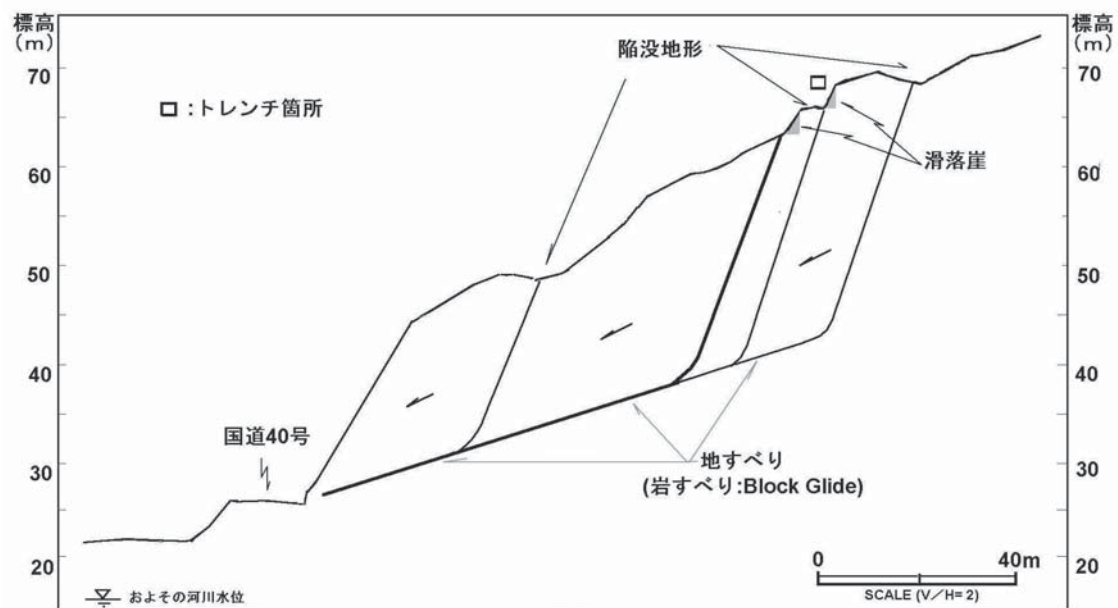 標高
(m)
標高
(m)
陥没地形
70
70
□:トレンチ箇所
滑落崖
60
60
50
50
40
40
国道40号
地すべり
(岩すべり:Block Glide)
30
30
20
20
0
40m
SCALE (V/H=2)
およその河川水位